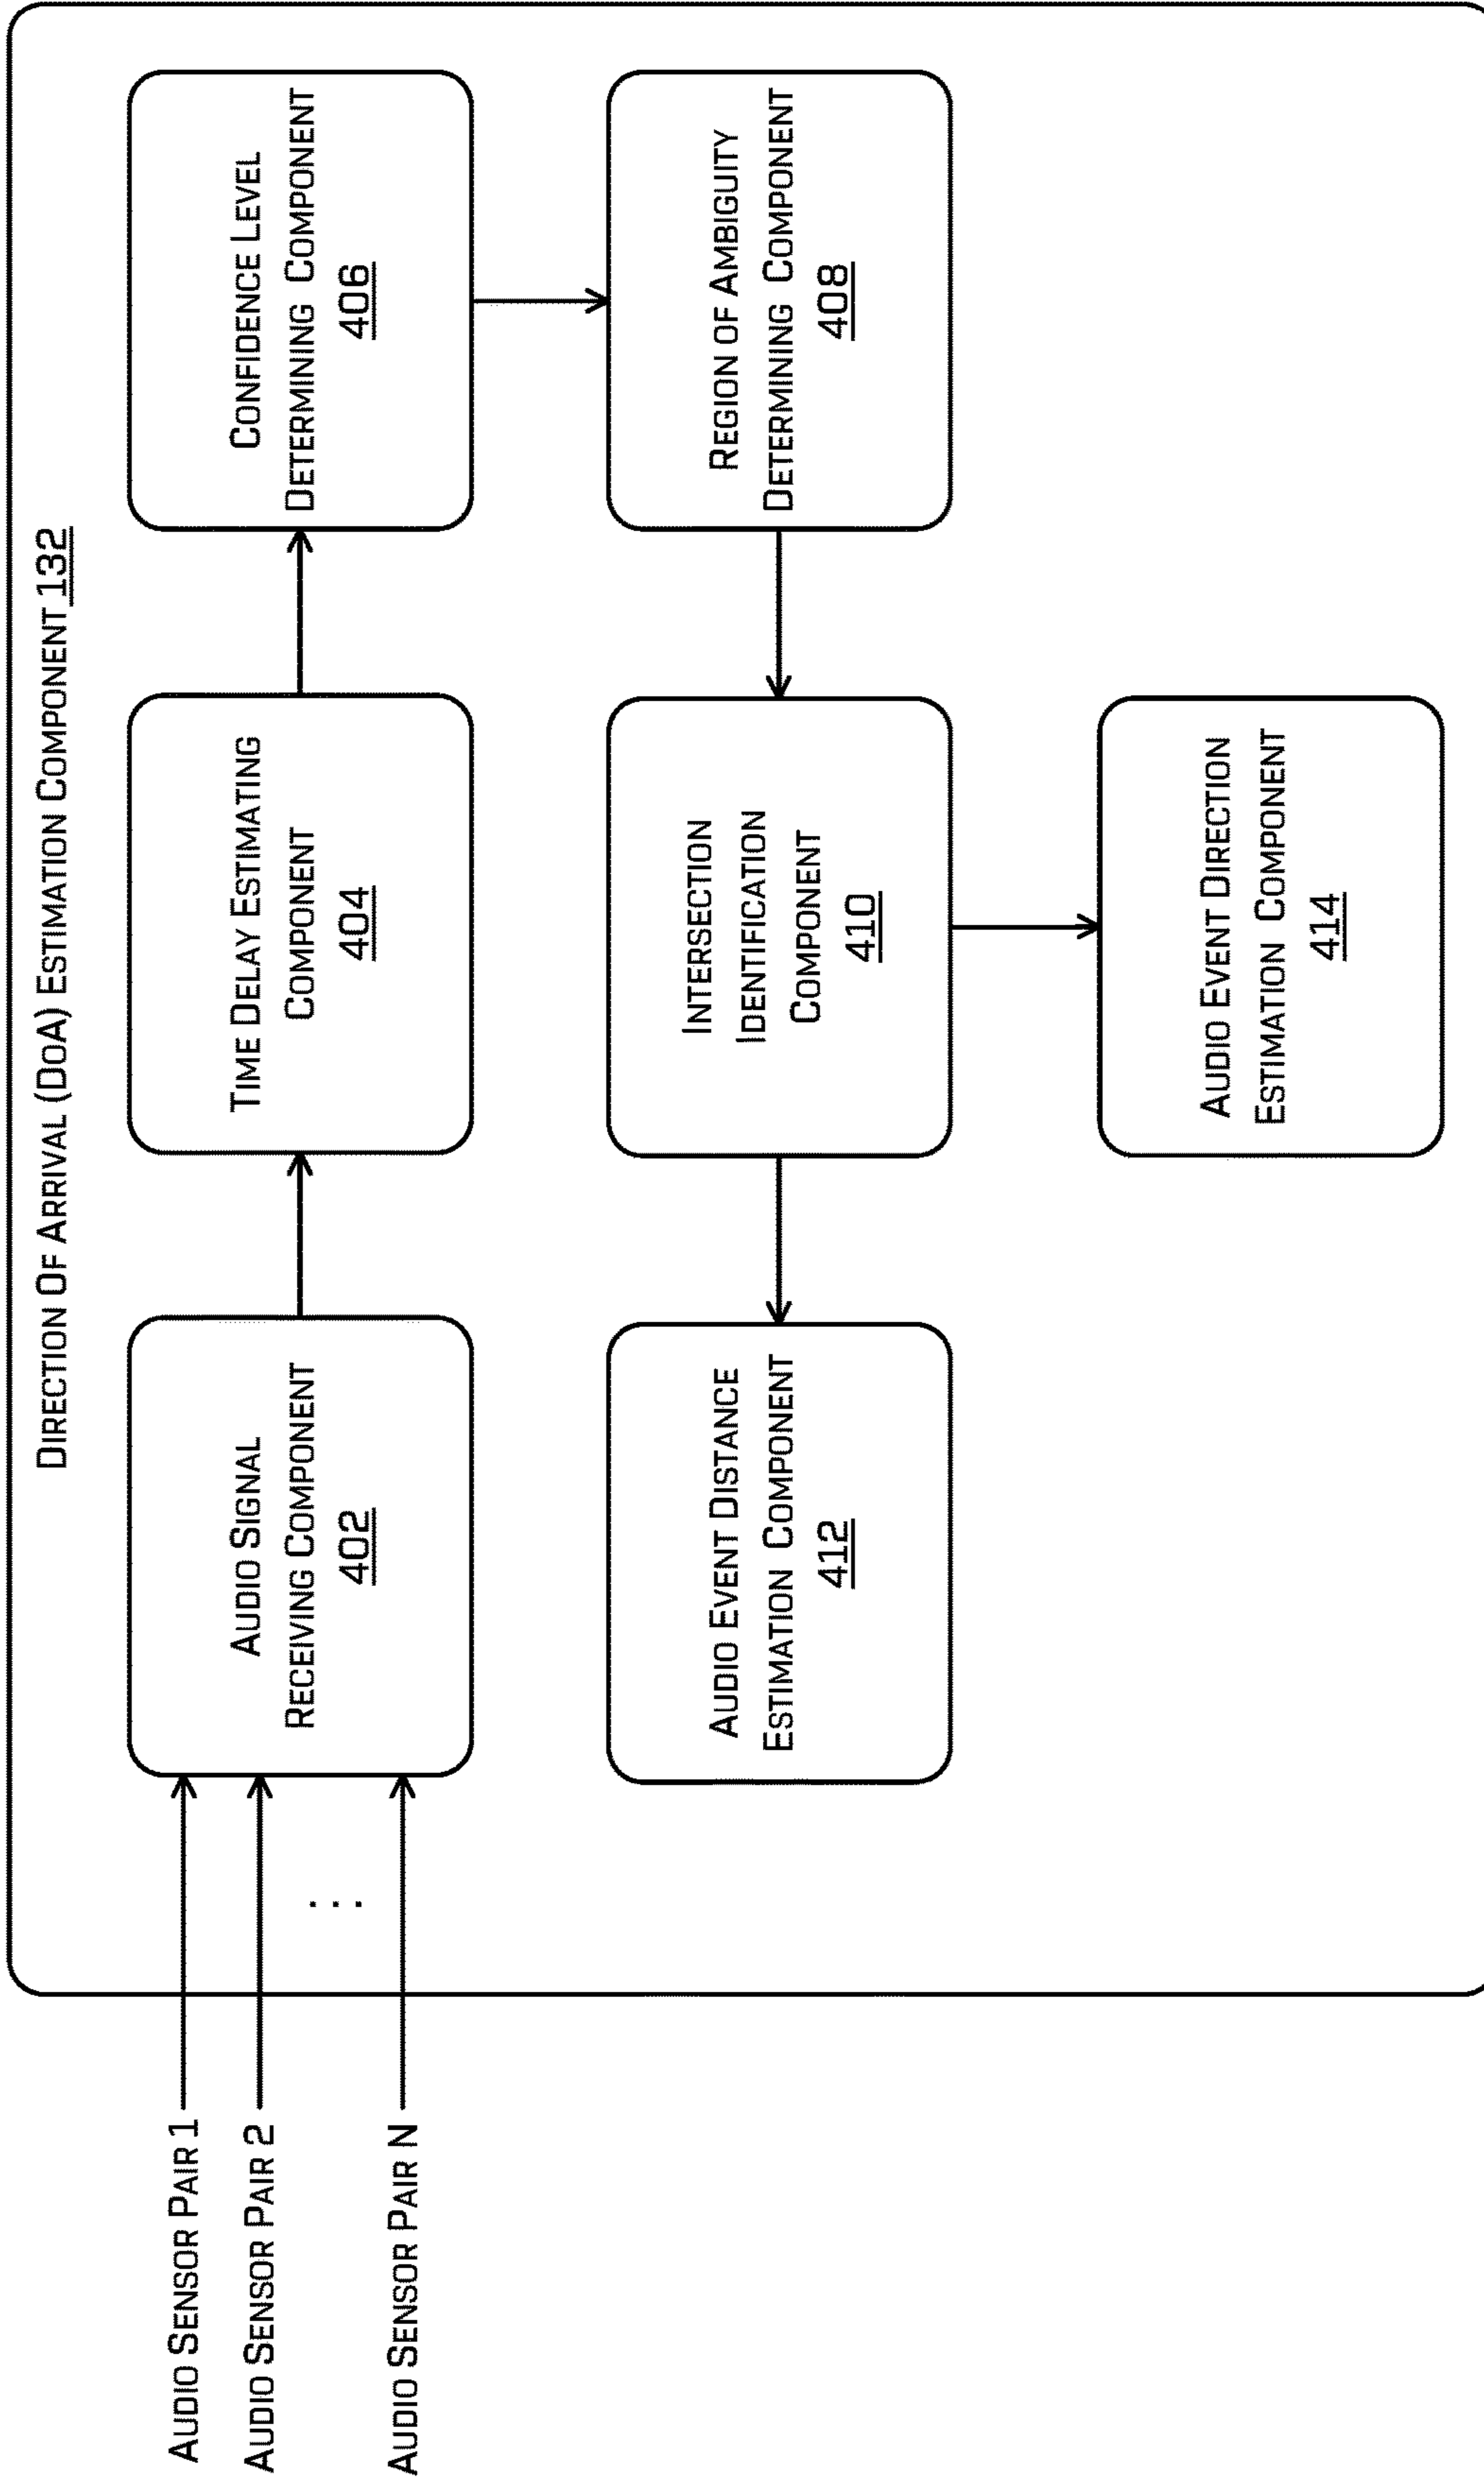 DIRECTION OF ARRIVAL (DOA) ESTIMATION COMPONENT 132
AUDIO SENSOR PAIR 1
AUDIO SENSOR PAIR 2
...
AUDIO SENSOR PAIR N
AUDIO SIGNAL
RECEIVING COMPONENT
402
TIME DELAY ESTIMATING
COMPONENT
404
CONFIDENCE LEVEL
DETERMINING COMPONENT
406
AUDIO EVENT DISTANCE
ESTIMATION COMPONENT
412
INTERSECTION
IDENTIFICATION
COMPONENT
410
REGION OF AMBIGUITY
DETERMINING COMPONENT
408
AUDIO EVENT DIRECTION
ESTIMATION COMPONENT
414